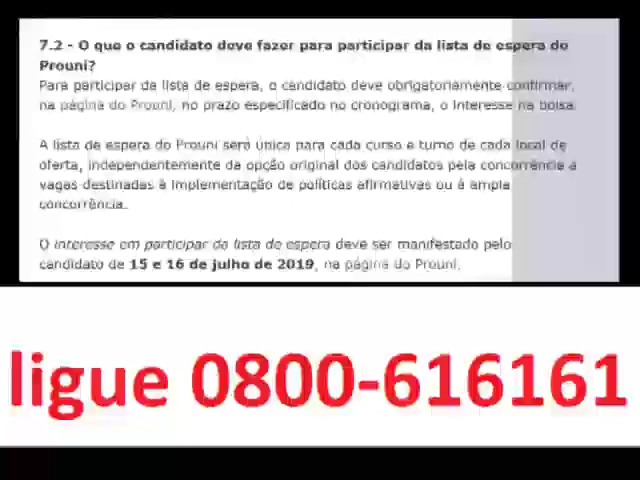 7.2 - O que o candidato deve fazer para participar da lista de espera do
Prouni?
Para participar da lista de espera, o candidato deve obrigatoriamente confirmar,
na página do Prouni, no prazo especificado no cronograma, o interesse na bolsa.
A lista de espera do Prouni será única para cada curso e turno de cada local de
oferta, independentemente da opção original dos candidatos pela concorrência a
vagas destinadas à implementação de políticas afirmativas ou à ampla
concorrência.
O interesse em participar da lista de espera deve ser manifestado pelo
candidato de 15 e 16 de julho de 2019, na página do Prouni.
ligue 0800-616161